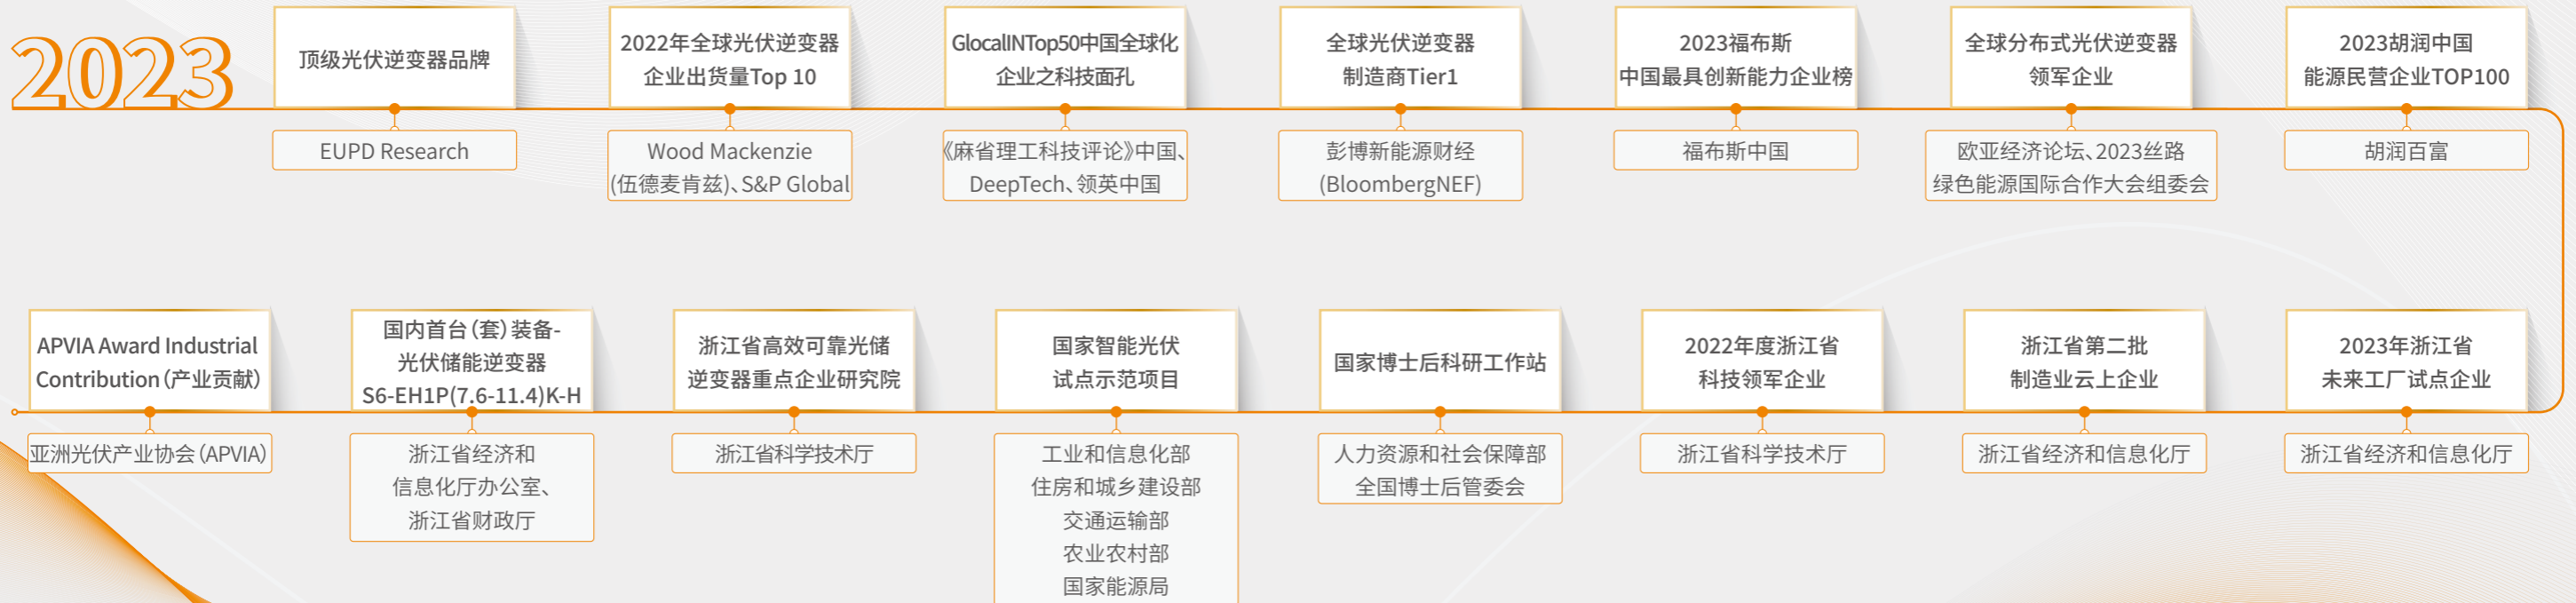 2023
顶级光伏逆变器品牌
EUPD Research
2022年全球光伏逆变器
企业出货量Top 10
Wood Mackenzie
(伍德麦肯兹)、S&P Global
GlocalINTop50中国全球化
企业之科技面孔
《麻省理工科技评论》中国、
DeepTech、领英中国
全球光伏逆变器
制造商Tier1
彭博新能源财经
(BloombergNEF)
2023福布斯
中国最具创新能力企业榜
福布斯中国
全球分布式光伏逆变器
领军企业
欧亚经济论坛、2023丝路
绿色能源国际合作大会组委会
2023胡润中国
能源民营企业TOP100
胡润百富
APVIA Award Industrial
Contribution（产业贡献）
亚洲光伏产业协会（APVIA）
国内首台（套）装备-
光伏储能逆变器
S6-EH1P(7.6-11.4)K-H
浙江省经济和
信息化厅办公室、
浙江省财政厅
浙江省高效可靠光储
逆变器重点企业研究院
浙江省科学技术厅
国家智能光伏
试点示范项目
工业和信息化部
住房和城乡建设部
交通运输部
农业农村部
国家能源局
国家博士后科研工作站
人力资源和社会保障部
全国博士后管委会
2022年度浙江省
科技领军企业
浙江省科学技术厅
浙江省第二批
制造业云上企业
浙江省经济和信息化厅
2023年浙江省
未来工厂试点企业
浙江省经济和信息化厅